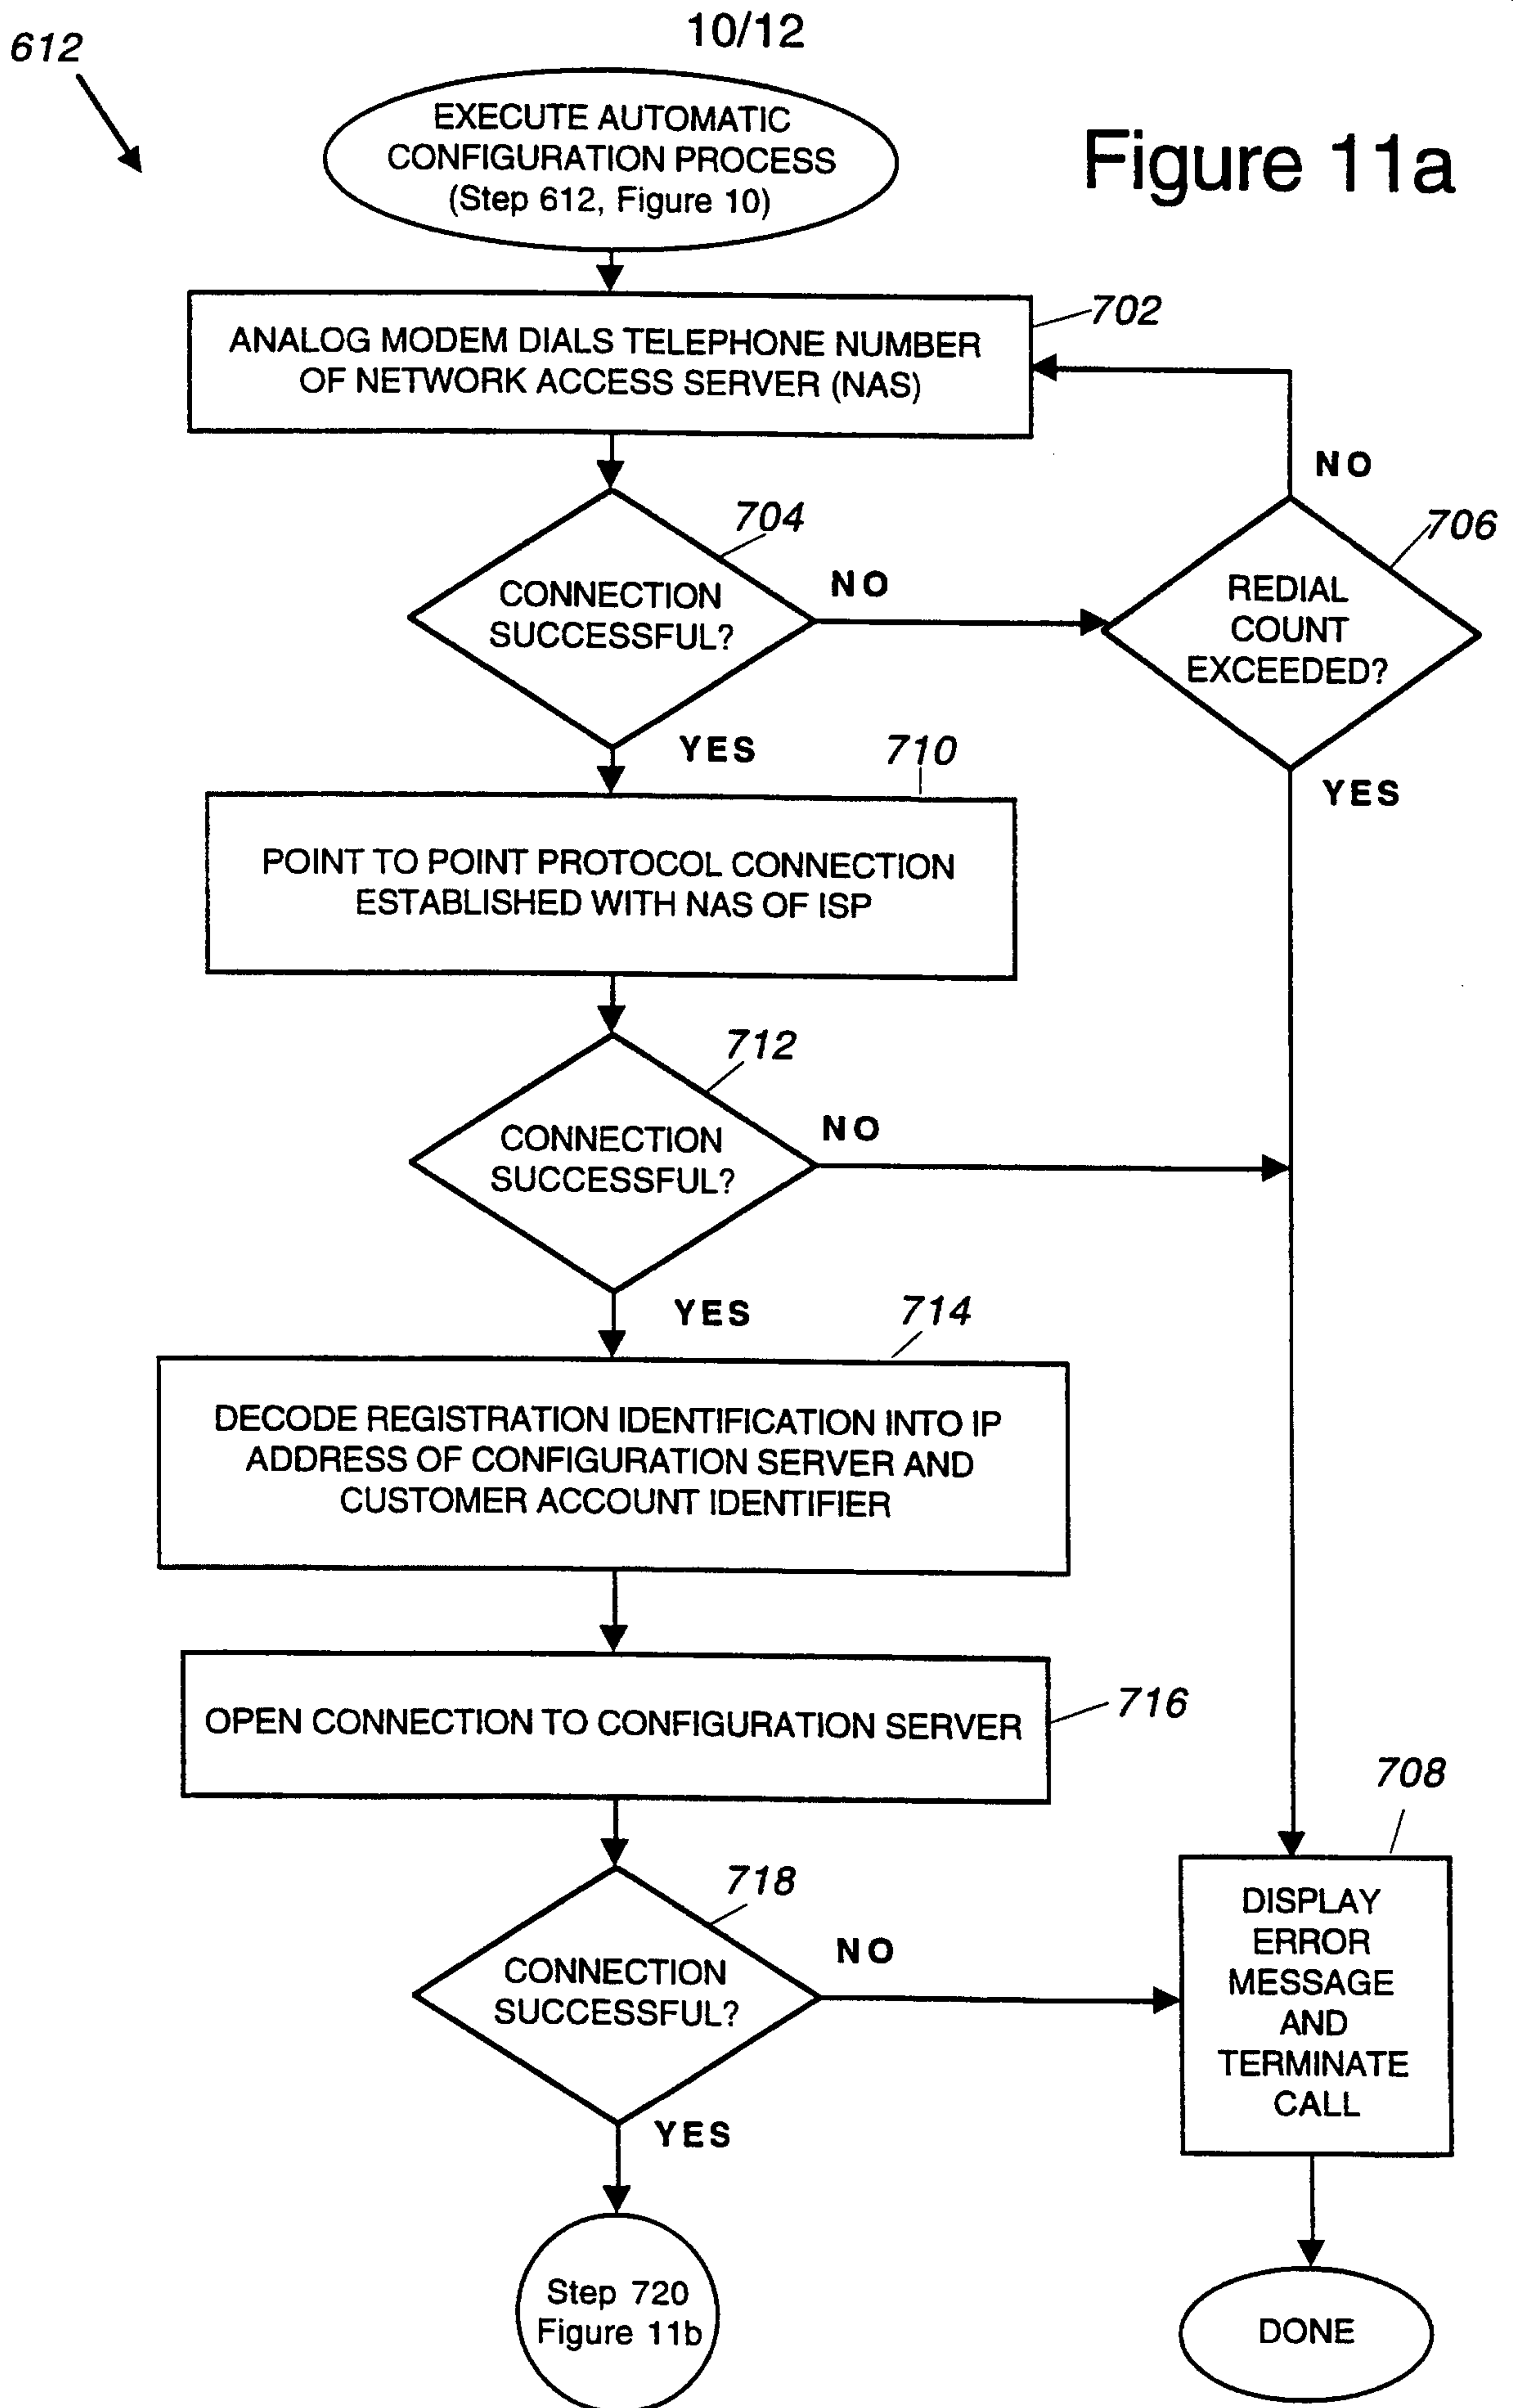 10/12
612
EXECUTE AUTOMATIC
CONFIGURATION PROCESS
(Step 612, Figure 10)
Figure 11a
702
ANALOG MODEM DIALS TELEPHONE NUMBER
OF NETWORK ACCESS SERVER (NAS)
NO
704
706
CONNECTION
SUCCESSFUL?
NO
REDIAL
COUNT
EXCEEDED?
YES
710
YES
POINT TO POINT PROTOCOL CONNECTION
ESTABLISHED WITH NAS OF ISP
712
CONNECTION
SUCCESSFUL?
NO
YES
714
DECODE REGISTRATION IDENTIFICATION INTO IP
ADDRESS OF CONFIGURATION SERVER AND
CUSTOMER ACCOUNT IDENTIFIER
OPEN CONNECTION TO CONFIGURATION SERVER
716
708
718
CONNECTION
SUCCESSFUL?
NO
DISPLAY
ERROR
MESSAGE
AND
TERMINATE
CALL
YES
Step 720
Figure 11b
DONE